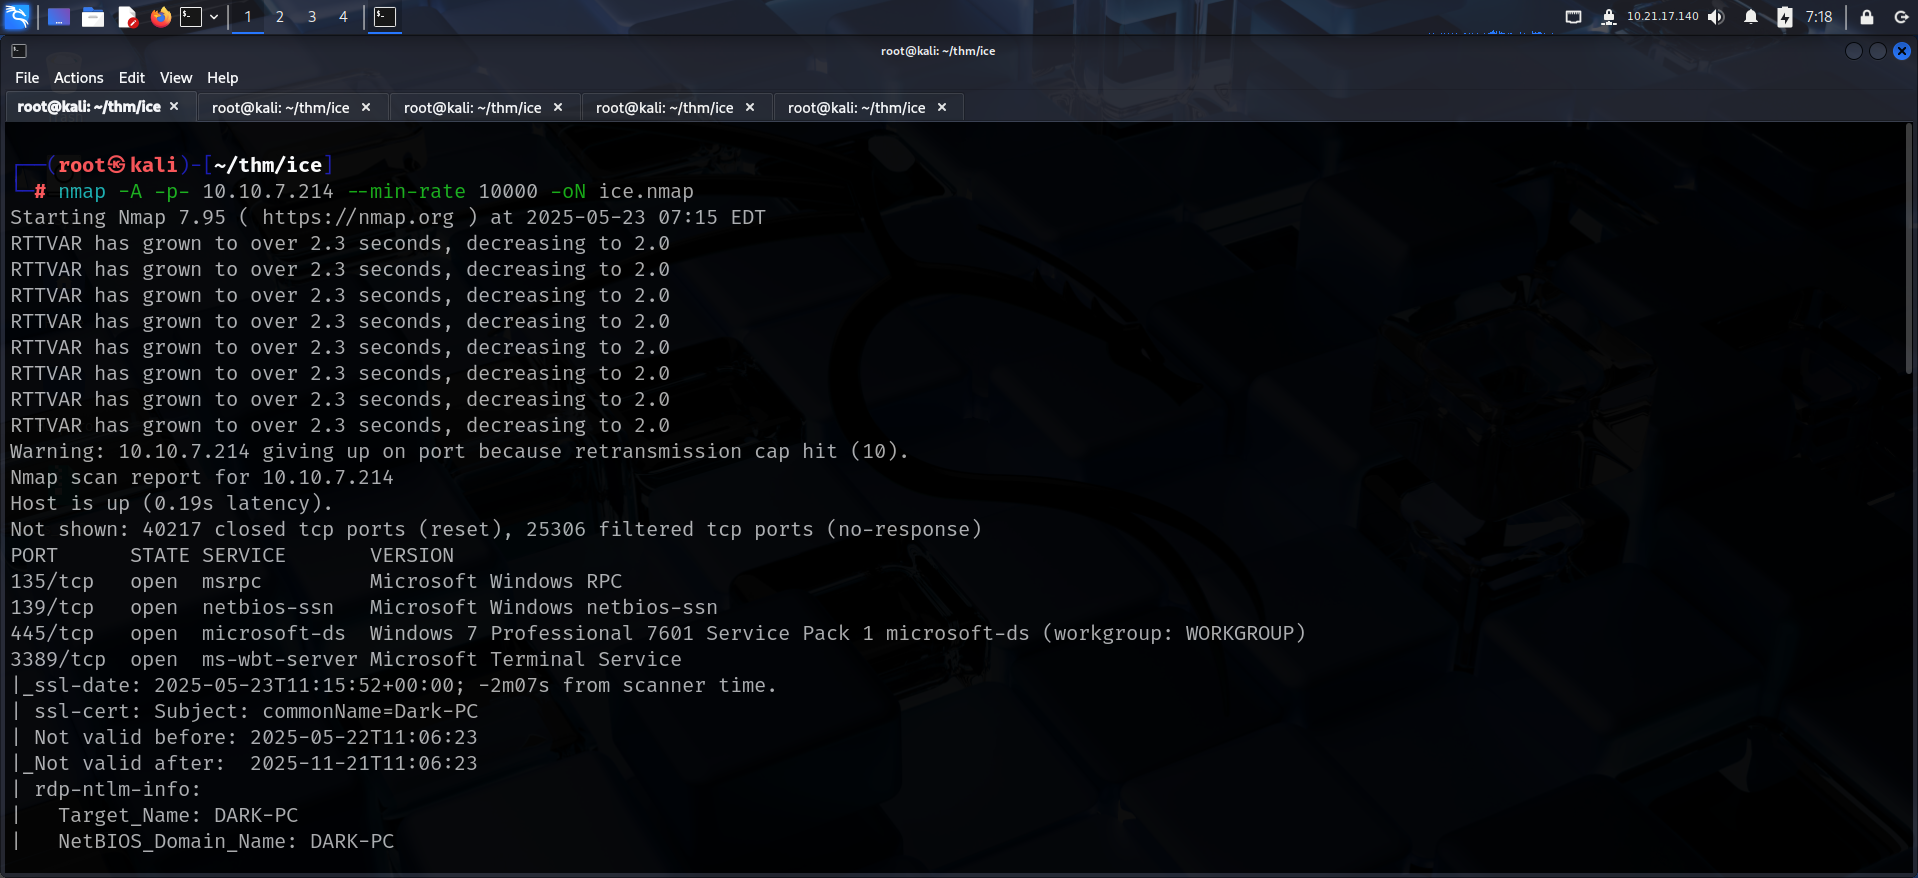 1 2 3 4 10.21.17.140 7:18
root@kali: ~/thm/ice
File Actions Edit View Help
root@kali: ~/thm/ice × root@kali: ~/thm/ice × root@kali: ~/thm/ice × root@kali: ~/thm/ice × root@kali: ~/thm/ice ×
┌──(root㉿kali)-[~/thm/ice]
└─# nmap -A -p- 10.10.7.214 --min-rate 10000 -oN ice.nmap
Starting Nmap 7.95 ( https://nmap.org ) at 2025-05-23 07:15 EDT
RTTVAR has grown to over 2.3 seconds, decreasing to 2.0
RTTVAR has grown to over 2.3 seconds, decreasing to 2.0
RTTVAR has grown to over 2.3 seconds, decreasing to 2.0
RTTVAR has grown to over 2.3 seconds, decreasing to 2.0
RTTVAR has grown to over 2.3 seconds, decreasing to 2.0
RTTVAR has grown to over 2.3 seconds, decreasing to 2.0
RTTVAR has grown to over 2.3 seconds, decreasing to 2.0
RTTVAR has grown to over 2.3 seconds, decreasing to 2.0
Warning: 10.10.7.214 giving up on port because retransmission cap hit (10).
Nmap scan report for 10.10.7.214
Host is up (0.19s latency).
Not shown: 40217 closed tcp ports (reset), 25306 filtered tcp ports (no-response)
PORT      STATE SERVICE       VERSION
135/tcp   open  msrpc         Microsoft Windows RPC
139/tcp   open  netbios-ssn   Microsoft Windows netbios-ssn
445/tcp   open  microsoft-ds  Windows 7 Professional 7601 Service Pack 1 microsoft-ds (workgroup: WORKGROUP)
3389/tcp  open  ms-wbt-server Microsoft Terminal Service
|_ssl-date: 2025-05-23T11:15:52+00:00; -2m07s from scanner time.
| ssl-cert: Subject: commonName=Dark-PC
| Not valid before: 2025-05-22T11:06:23
|_Not valid after:  2025-11-21T11:06:23
| rdp-ntlm-info:
|   Target_Name: DARK-PC
|   NetBIOS_Domain_Name: DARK-PC